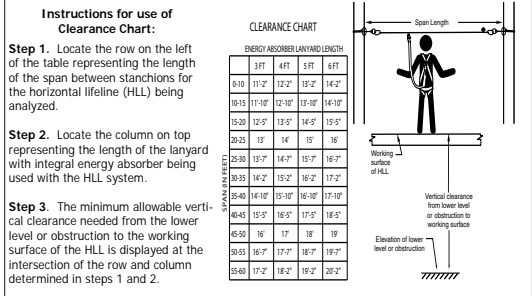 Instructions for use of
Clearance Chart:
Step 1. Locate the row on the left
of the table representing the length
of the span between stanchions for
the horizontal lifeline (HLL) being
analyzed.
Step 2. Locate the column on top
representing the length of the lanyard
with integral energy absorber being
used with the HLL system.
Step 3. The minimum allowable verti-
cal clearance needed from the lower
level or obstruction to the working
surface of the HLL is displayed at the
intersection of the row and column
determined in steps 1 and 2.
CLEARANCE CHART
ENERGY ABSORBER LANYARD LENGTH
SPAN (IN FEET)
3 FT 4 FT 5 FT 6 FT
0-10 11'-2" 12'-2" 13'-2" 14'-2"
10-15 11'-10" 12'-10" 13'-10" 14'-10"
15-20 12'-5" 13'-5" 14'-5" 15'-5"
20-25 13' 14' 15' 16'
25-30 13'-7" 14'-7" 15'-7" 16'-7"
30-35 14'-2" 15'-2" 16'-2" 17'-2"
35-40 14'-10" 15'-10" 16'-10" 17'-10"
40-45 15'-5" 16'-5" 17'-5" 18'-5"
45-50 16' 17' 18' 19'
50-55 16'-7" 17'-7" 18'-7" 19'-7"
55-60 17'-2" 18'-2" 19'-2" 20'-2"
Span Length
Working
surface
of HLL
Vertical clearance
from lower level
or obstruction to
working surface
Elevation of lower
level or obstruction